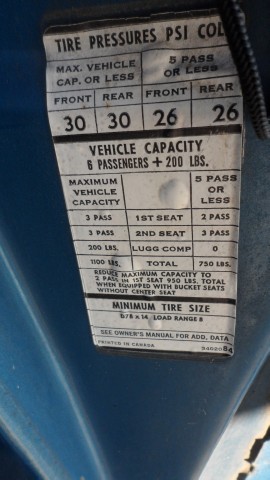 TIRE PRESSURES PSI COL
MAX. VEHICLE CAP. OR LESS
5 PASS OR LESS
FRONT REAR FRONT REAR
30 30 26 26
VEHICLE CAPACITY
6 PASSENGERS + 200 LBS.
MAXIMUM VEHICLE CAPACITY
5 PASS OR LESS
3 PASS 1ST SEAT 2 PASS
3 PASS 2ND SEAT 3 PASS
200 LBS. LUGG COMP 0
1100 LBS. TOTAL 750 LBS.
REDUCE MAXIMUM CAPACITY TO
2 PASS IN 1ST SEAT 950 LBS. TOTAL
WHEN EQUIPPED WITH BUCKET SEATS
WITHOUT CENTER SEAT
MINIMUM TIRE SIZE
G78 x 14 LOAD RANGE B
SEE OWNER'S MANUAL FOR ADD. DATA
PRINTED IN CANADA